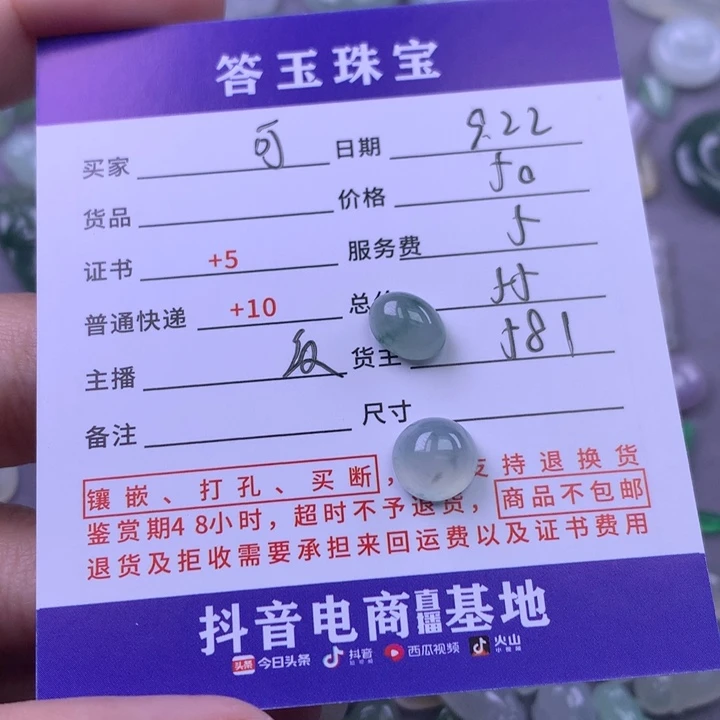 答玉珠宝
买家 可 日期 9.22
货品 价格 50
证书 +5 服务费 5
普通快递 +10 总 55
主播 货主 581
备注 尺寸
镶嵌、打孔、买断， 支持退换货
鉴赏期48小时，超时不予退货，商品不包邮
退货及拒收需要承担来回运费以及证书费用
抖音电商直播基地
头条 今日头条 抖音 西瓜视频 火山